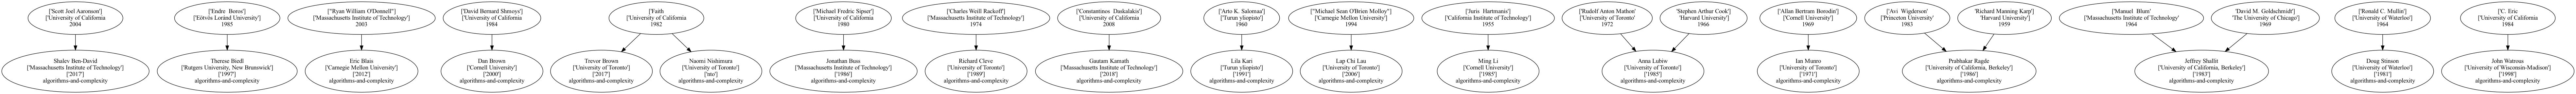 ['Scott Joel Aaronson']
['University of California
2004
['Endre  Boros']
['Eötvös Loránd University']
1985
["Ryan William O'Donnell"]
['Massachusetts Institute of Technology']
2003
['David Bernard Shmoys']
['University of California
1984
['Faith
['University of California
1982
['Michael Fredric Sipser']
['University of California
1980
['Charles Weill Rackoff']
['Massachusetts Institute of Technology']
1974
['Constantinos  Daskalakis']
['University of California
2008
['Arto K. Salomaa']
['Turun yliopisto']
1960
["Michael Sean O'Brien Molloy"]
['Carnegie Mellon University']
1994
['Juris  Hartmanis']
['California Institute of Technology']
1955
'Rudolf Anton Mathon'
'University of Toronto'
1972
'Stephen Arthur Cook'
'Harvard University'
1966
['Allan Bertram Borodin']
['Cornell University']
1969
['Avi  Wigderson'
['Princeton University'
1983
'Richard Manning Karp']
'Harvard University']
1959
['Manuel  Blum'
['Massachusetts Institute of Technology'
1964
'David M. Goldschmidt']
'The University of Chicago']
1969
['Ronald C. Mullin']
['University of Waterloo']
1964
['C. Eric
['University of California
1984
Shalev Ben-David
['Massachusetts Institute of Technology']
['2017']
algorithms-and-complexity
Therese Biedl
['Rutgers University, New Brunswick']
['1997']
algorithms-and-complexity
Eric Blais
['Carnegie Mellon University']
['2012']
algorithms-and-complexity
Dan Brown
['Cornell University']
['2000']
algorithms-and-complexity
Trevor Brown
['University of Toronto']
['2017']
algorithms-and-complexity
Naomi Nishimura
['University of Toronto']
['nto']
algorithms-and-complexity
Jonathan Buss
['Massachusetts Institute of Technology']
['1986']
algorithms-and-complexity
Richard Cleve
['University of Toronto']
['1989']
algorithms-and-complexity
Gautam Kamath
['Massachusetts Institute of Technology']
['2018']
algorithms-and-complexity
Lila Kari
['Turun yliopisto']
['1991']
algorithms-and-complexity
Lap Chi Lau
['University of Toronto']
['2006']
algorithms-and-complexity
Ming Li
['Cornell University']
['1985']
algorithms-and-complexity
Anna Lubiw
['University of Toronto']
['1985']
algorithms-and-complexity
Ian Munro
['University of Toronto']
['1971']
algorithms-and-complexity
Prabhakar Ragde
['University of California, Berkeley']
['1986']
algorithms-and-complexity
Jeffrey Shallit
['University of California, Berkeley']
['1983']
algorithms-and-complexity
Doug Stinson
['University of Waterloo']
['1981']
algorithms-and-complexity
John Watrous
['University of Wisconsin-Madison']
['1998']
algorithms-and-complexity